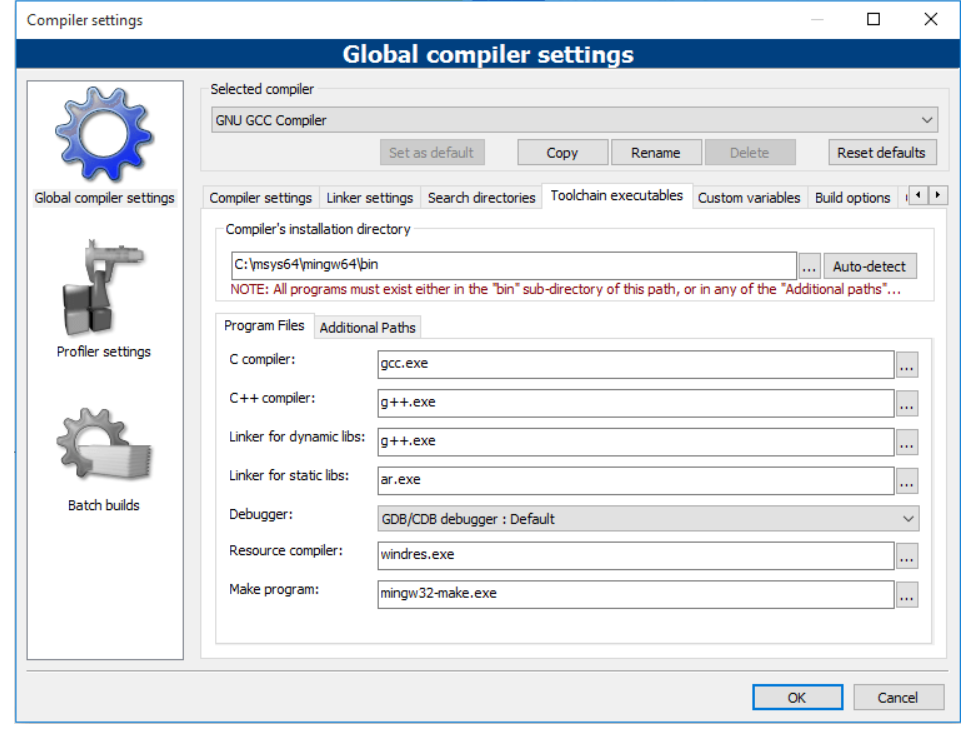 Compiler settings
Global compiler settings
Global compiler settings
Profiler settings
Batch builds
Selected compiler
GNU GCC Compiler
Set as default Copy Rename Delete Reset defaults
Compiler settings Linker settings Search directories Toolchain executables Custom variables Build options
Compiler's installation directory
C:\msys64\mingw64\bin ... Auto-detect
NOTE: All programs must exist either in the "bin" sub-directory of this path, or in any of the "Additional paths"...
Program Files Additional Paths
C compiler: gcc.exe ...
C++ compiler: g++.exe ...
Linker for dynamic libs: g++.exe ...
Linker for static libs: ar.exe ...
Debugger: GDB/CDB debugger : Default
Resource compiler: windres.exe ...
Make program: mingw32-make.exe ...
OK Cancel